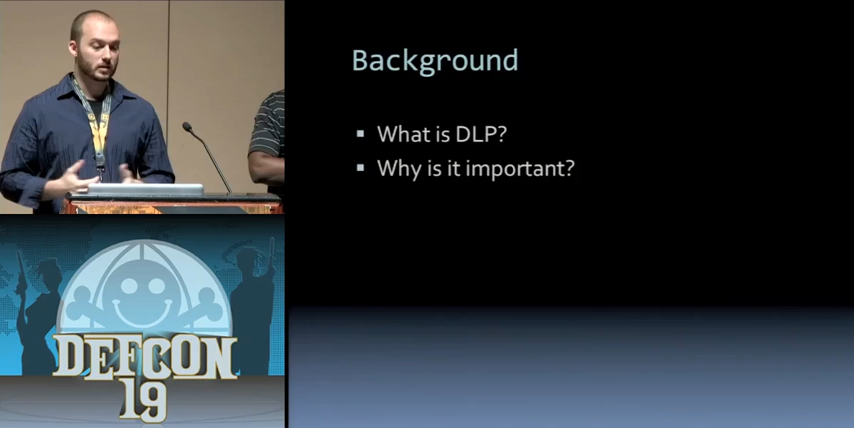 Background
What is DLP?
Why is it important?
DEFCON
19